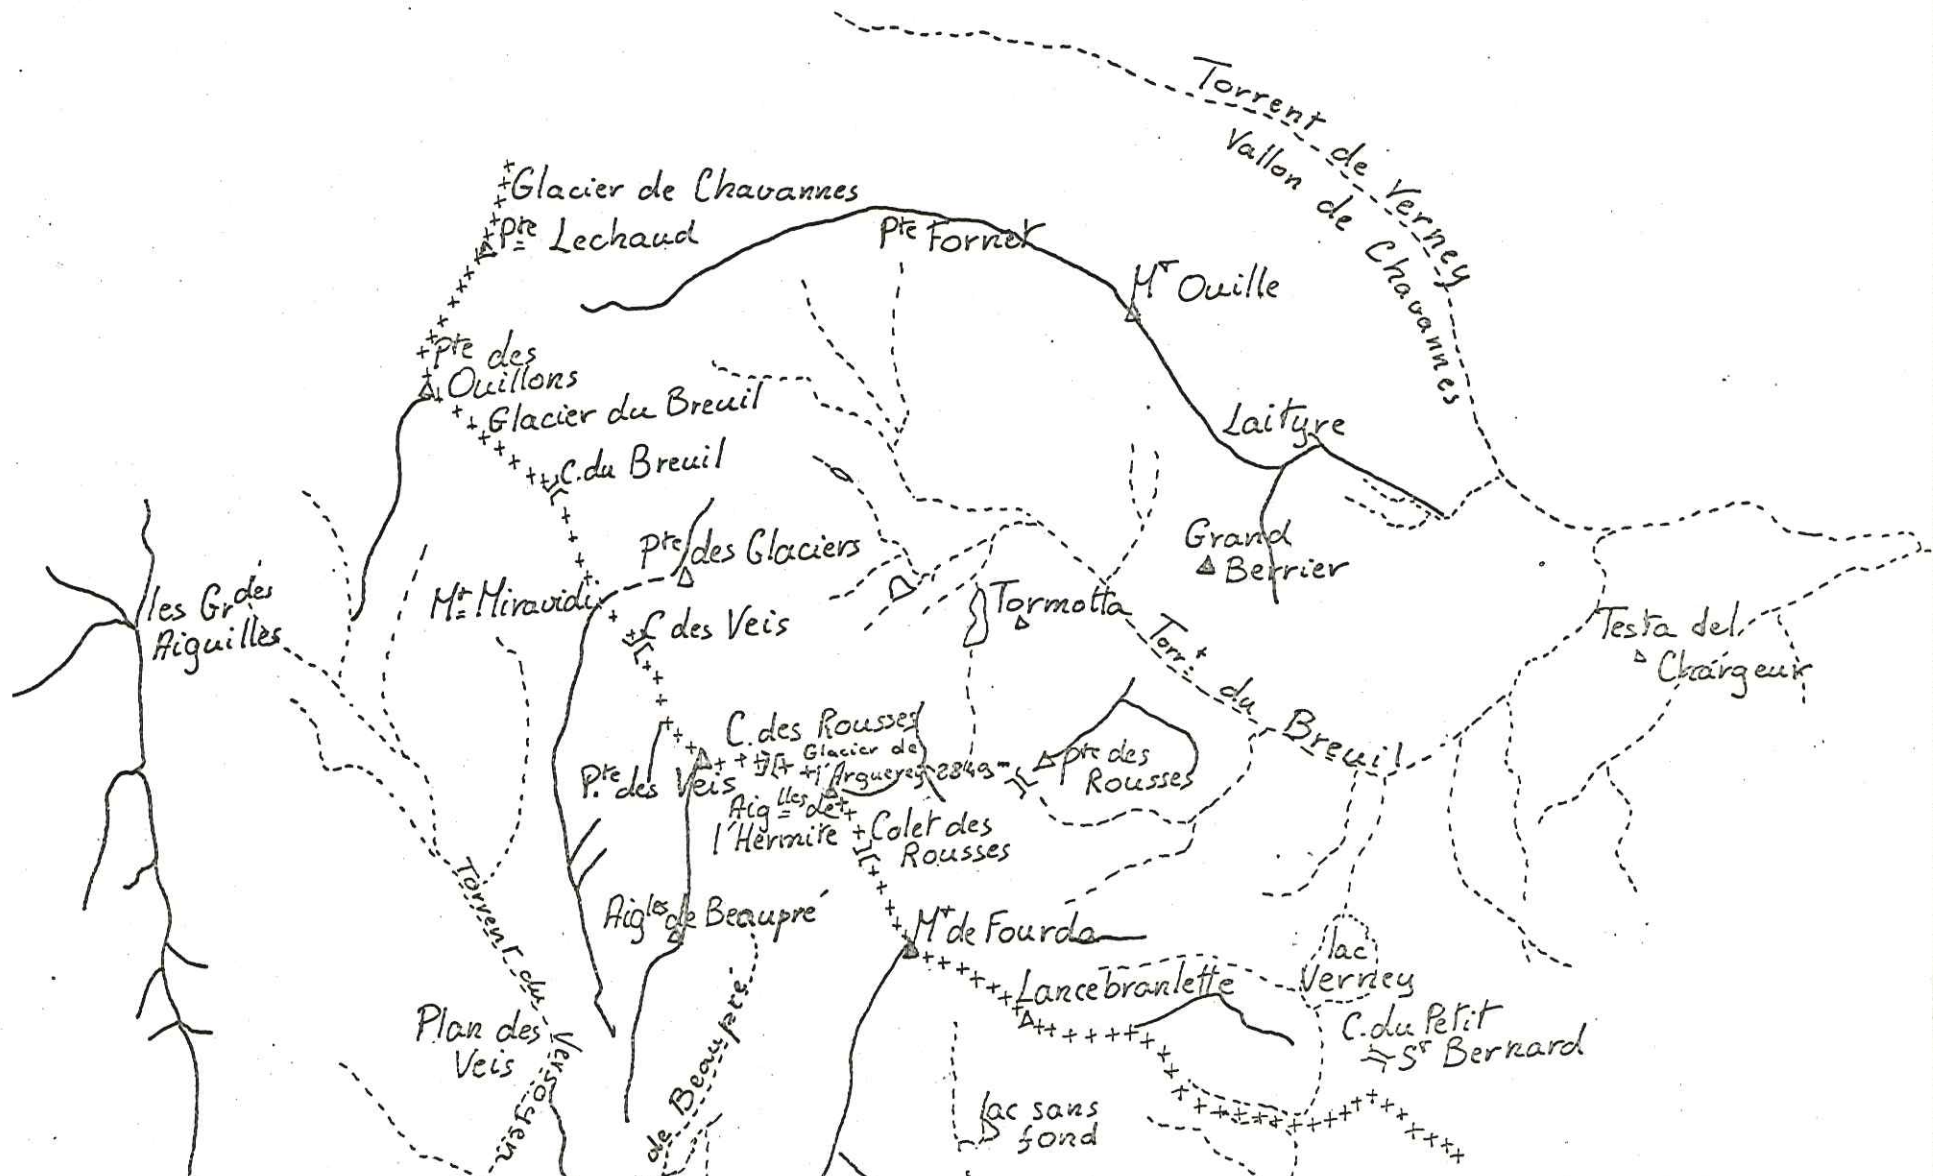 Torrent de Verney
Vallon de Chavannes
Glacier de Chavannes
Pte Lechaud
Pte Fornet
Mt Ouille
Pte des
Ouillons
Glacier du Breuil
Laityre
C. du Breuil
Grand
Berrier
Pte des Glaciers
les Grdes
Aiguilles
Mt Miravidi
C des Veis
Tormotta
Testa del
Chargeur
Torrt du Breuil
C. des Rousses
Glacier de
l'Arguerey
2849m
Pte des
Rousses
Pte des Veis
Aiglles de
l'Hermite
Colet des
Rousses
Torrent du Versoyen
Aigles de Beaupré
Mt de Fourda
lac
Verney
Lancebranlette
Plan des
Veis
de Beaupré
C. du Petit
St Bernard
lac sans
fond